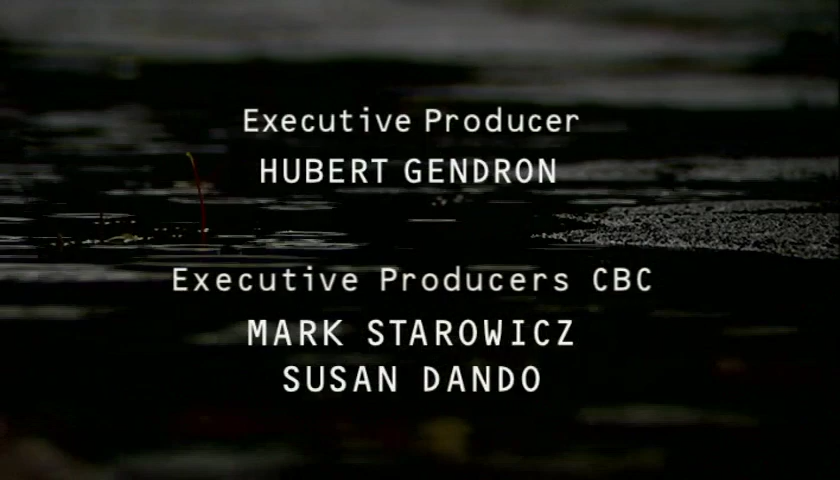 Executive Producer
HUBERT GENDRON
Executive Producers CBC
MARK STAROWICZ
SUSAN DANDO